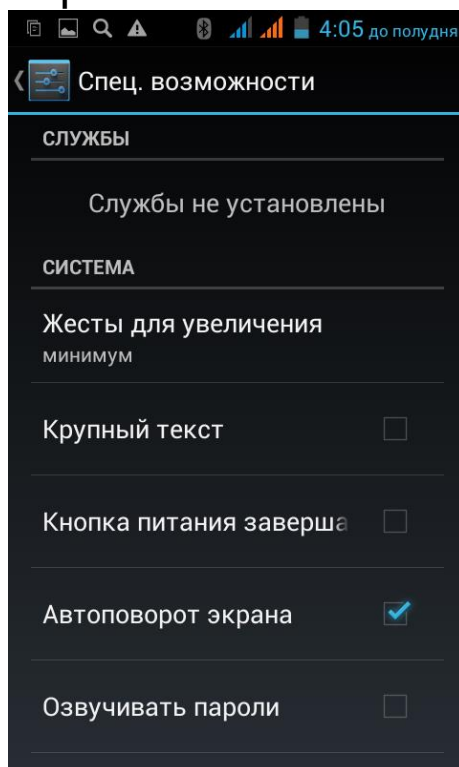 4:05 до полудня
Спец. возможности
СЛУЖБЫ
Службы не установлены
СИСТЕМА
Жесты для увеличения
минимум
Крупный текст
Кнопка питания заверша
Автоповорот экрана
Озвучивать пароли